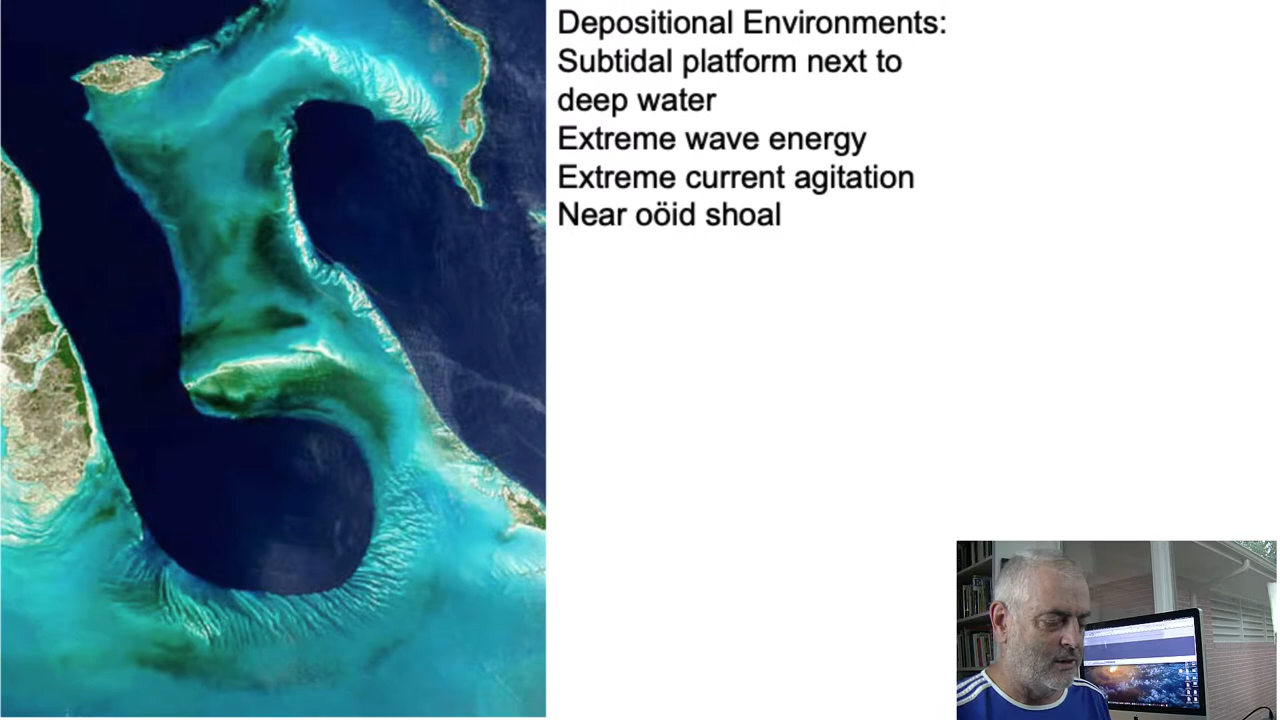 Depositional Environments:
Subtidal platform next to
deep water
Extreme wave energy
Extreme current agitation
Near oöid shoal